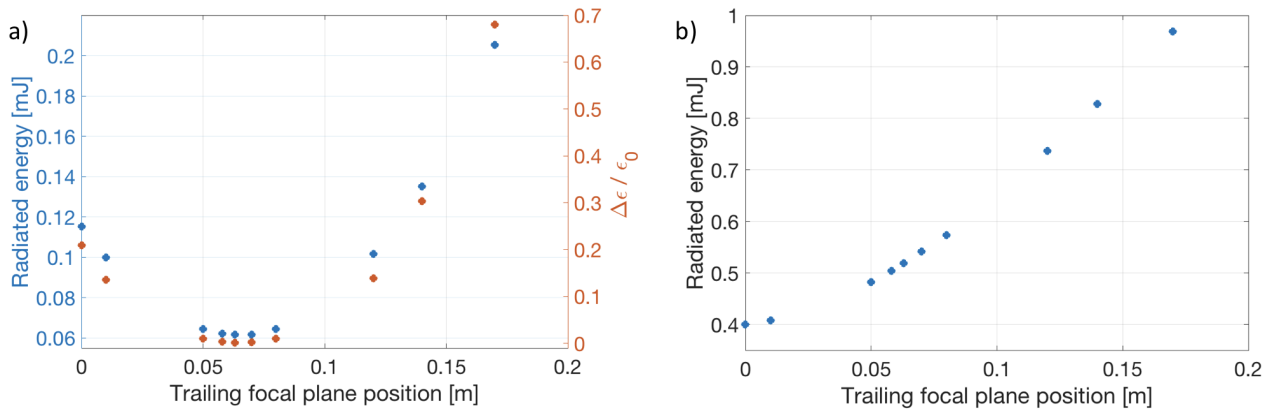 a)
Radiated energy [mJ]
0.2
0.18
0.16
0.14
0.12
0.1
0.08
0.06
0.7
0.6
0.5
0.4
0.3
0.2
0.1
0
Δϵ / ϵ0
0 0.05 0.1 0.15 0.2
Trailing focal plane position [m]
b)
Radiated energy [mJ]
1
0.9
0.8
0.7
0.6
0.5
0.4
0 0.05 0.1 0.15 0.2
Trailing focal plane position [m]